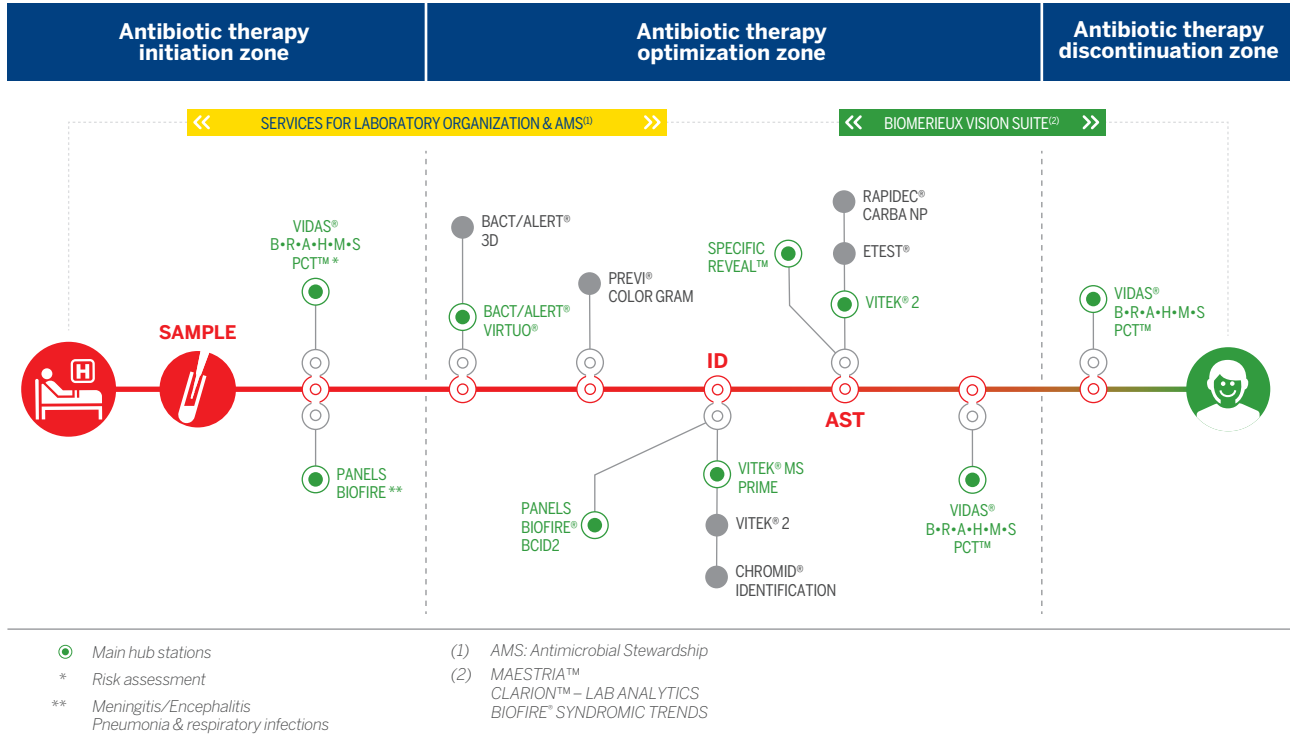 Antibiotic therapy
initiation zone
Antibiotic therapy
optimization zone
Antibiotic therapy
discontinuation zone
SERVICES FOR LABORATORY ORGANIZATION & AMS(1)
BIOMERIEUX VISION SUITE(2)
VIDAS®
B•R•A•H•M•S
PCT™ *
SAMPLE
H
PANELS
BIOFIRE **
BACT/ALERT®
3D
BACT/ALERT®
VIRTUO®
PREVI®
COLOR GRAM
ID
PANELS
BIOFIRE®
BCID2
VITEK® MS
PRIME
VITEK® 2
CHROMID®
IDENTIFICATION
SPECIFIC
REVEAL™
RAPIDEC®
CARBA NP
ETEST®
VITEK® 2
AST
VIDAS®
B•R•A•H•M•S
PCT™
VIDAS®
B•R•A•H•M•S
PCT™
Main hub stations
* Risk assessment
** Meningitis/Encephalitis
Pneumonia & respiratory infections
(1) AMS: Antimicrobial Stewardship
(2) MAESTRIA™
CLARION™ – LAB ANALYTICS
BIOFIRE® SYNDROMIC TRENDS